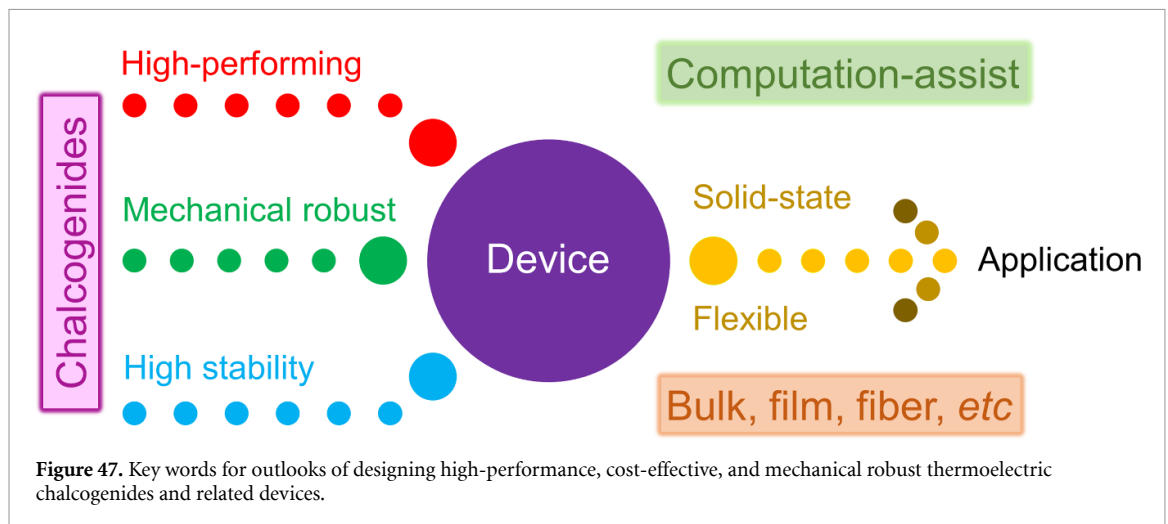 High-performing
Computation-assist
Chalcogenides
Mechanical robust
Device
Solid-state
Application
Flexible
High stability
Bulk, film, fiber, etc
Figure 47. Key words for outlooks of designing high-performance, cost-effective, and mechanical robust thermoelectric
chalcogenides and related devices.